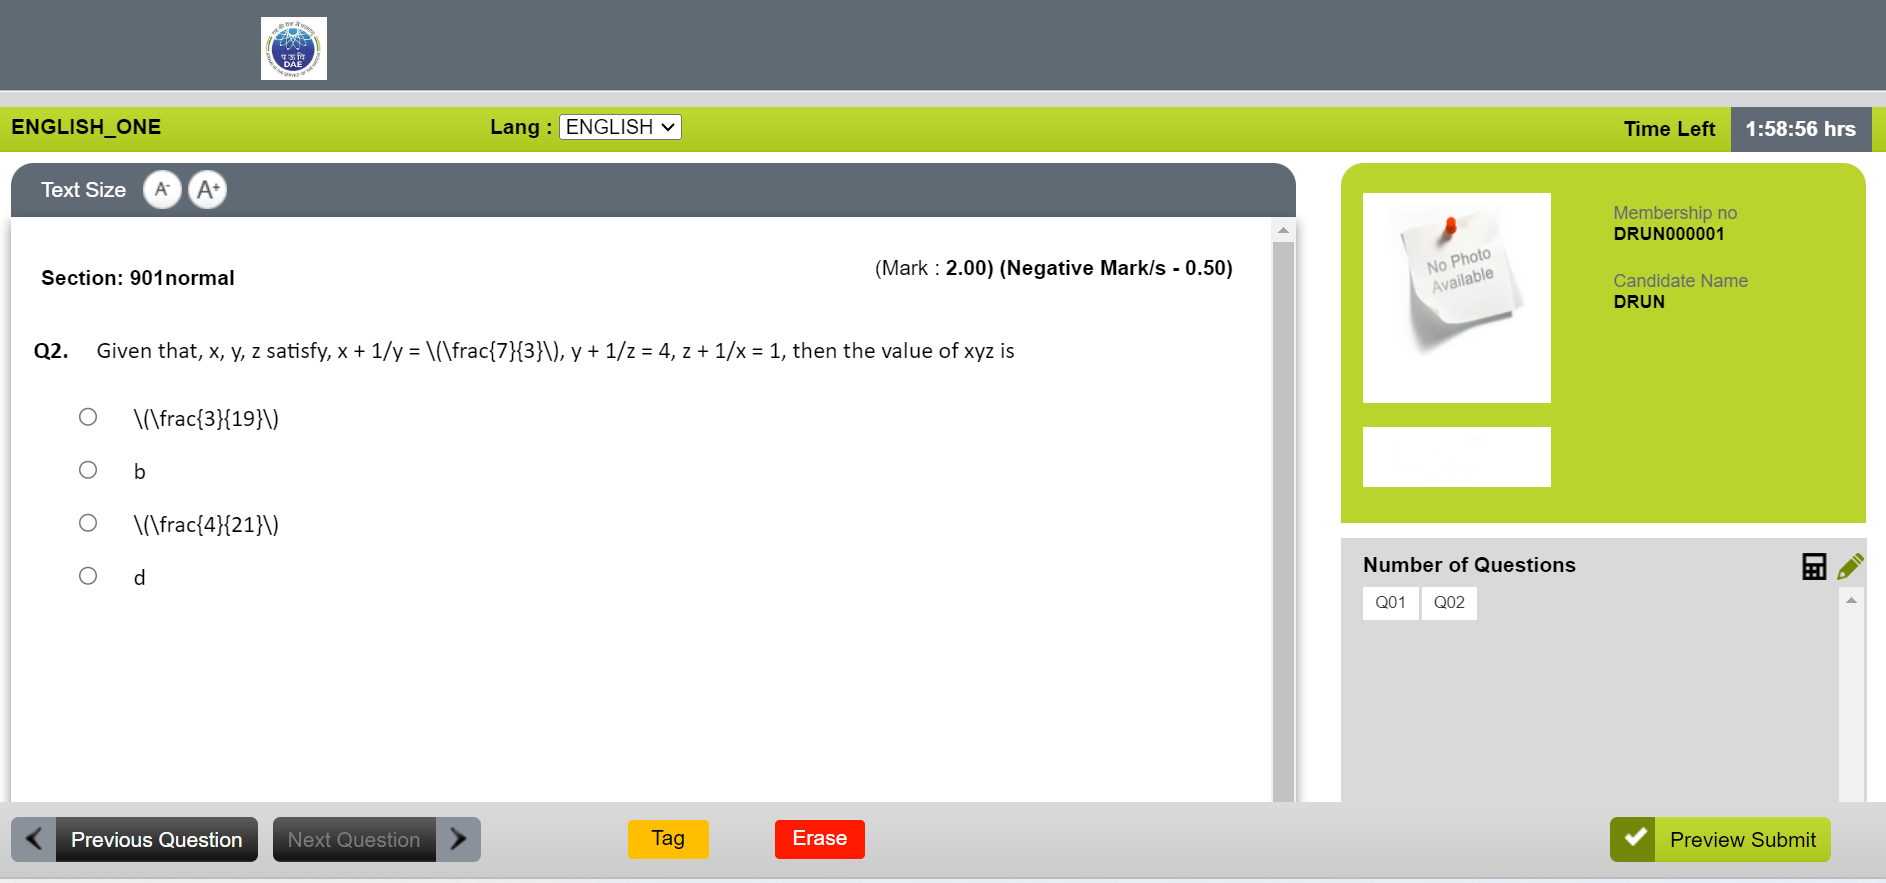 DAE
ENGLISH_ONE
Lang : ENGLISH
Time Left 1:58:56 hrs
Text Size A- A+
Section: 901normal
(Mark : 2.00) (Negative Mark/s - 0.50)
Q2. Given that, x, y, z satisfy, x + 1/y = \(\frac{7}{3}\), y + 1/z = 4, z + 1/x = 1, then the value of xyz is
\(\frac{3}{19}\)
b
\(\frac{4}{21}\)
d
No Photo
Available
Membership no
DRUN000001
Candidate Name
DRUN
Number of Questions
Q01 Q02
Previous Question Next Question Tag Erase Preview Submit